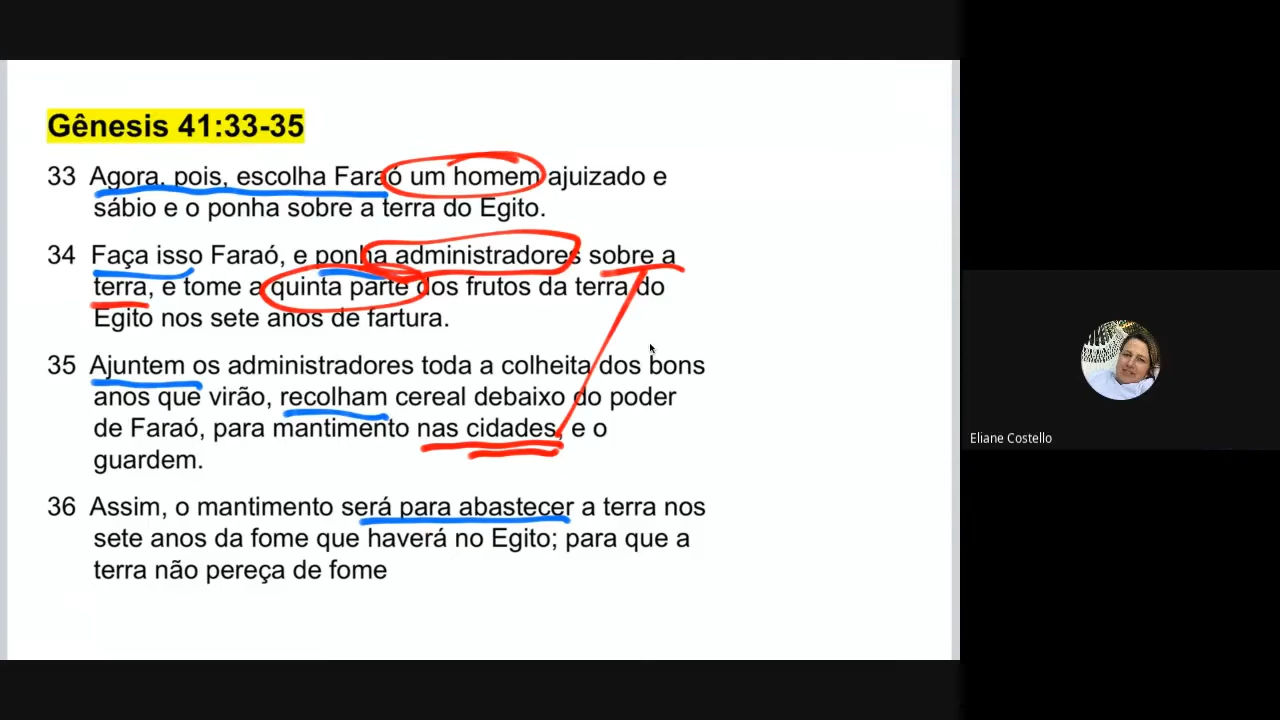 Gênesis 41:33-35
33 Agora, pois, escolha Faraó um homem ajuizado e
sábio e o ponha sobre a terra do Egito.
34 Faça isso Faraó, e ponha administradores sobre a
terra, e tome a quinta parte dos frutos da terra do
Egito nos sete anos de fartura.
35 Ajuntem os administradores toda a colheita dos bons
anos que virão, recolham cereal debaixo do poder
de Faraó, para mantimento nas cidades, e o
guardem.
36 Assim, o mantimento será para abastecer a terra nos
sete anos da fome que haverá no Egito; para que a
terra não pereça de fome
Eliane Costello